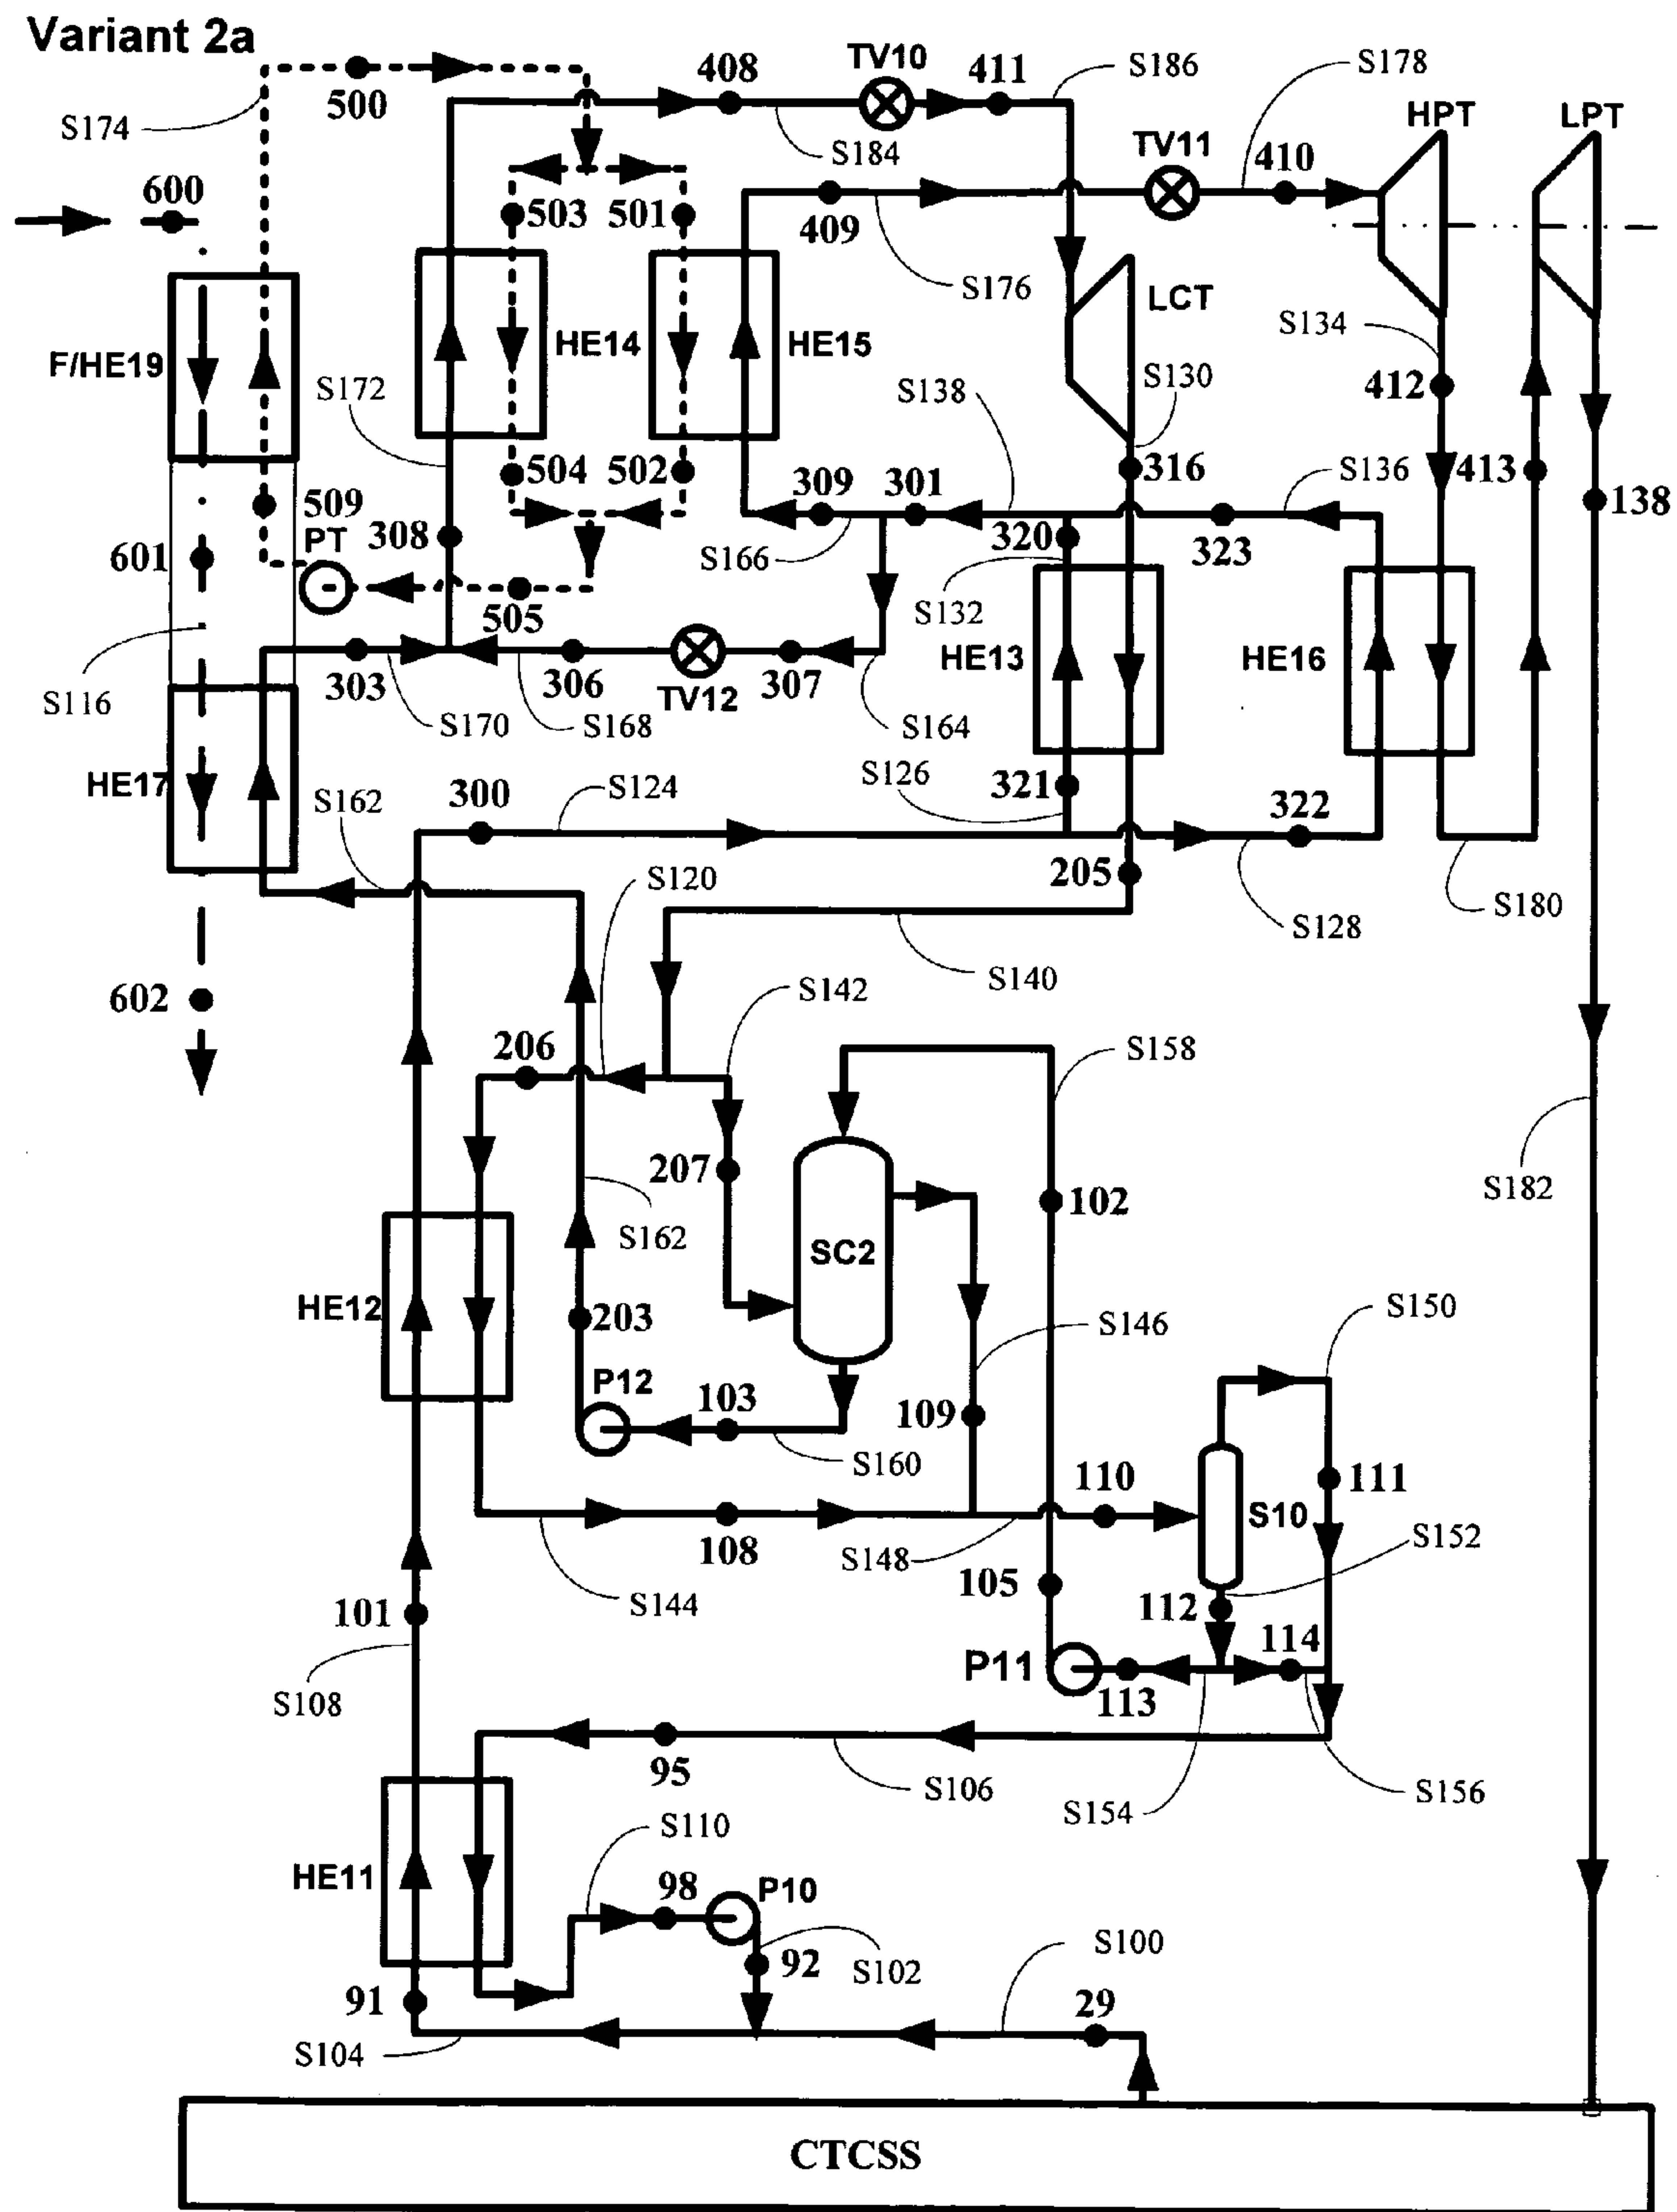 Variant 2a
TV10
411
S186
S178
408
500
S174
HPT
LPT
TV11
410
S184
600
503
501
409
S176
LCT
S134
HE14
HE15
F/HE19
S172
S138
S130
412
504
502
309
301
316
S136
413
138
509
PT
308
S166
320
323
601
S132
505
HE13
HE16
303
306
TV12
307
S116
S170
S168
S164
HE17
S162
300
S124
S126
321
322
205
S120
S128
S180
S140
602
S142
206
S158
207
102
S182
S162
SC2
HE12
203
S146
S150
P12
103
109
S160
110
111
S10
108
S148
S152
105
101
S144
112
114
P11
113
S108
95
S106
S154
S156
S110
HE11
98
P10
92
S102
S100
91
29
S104
CTCSS